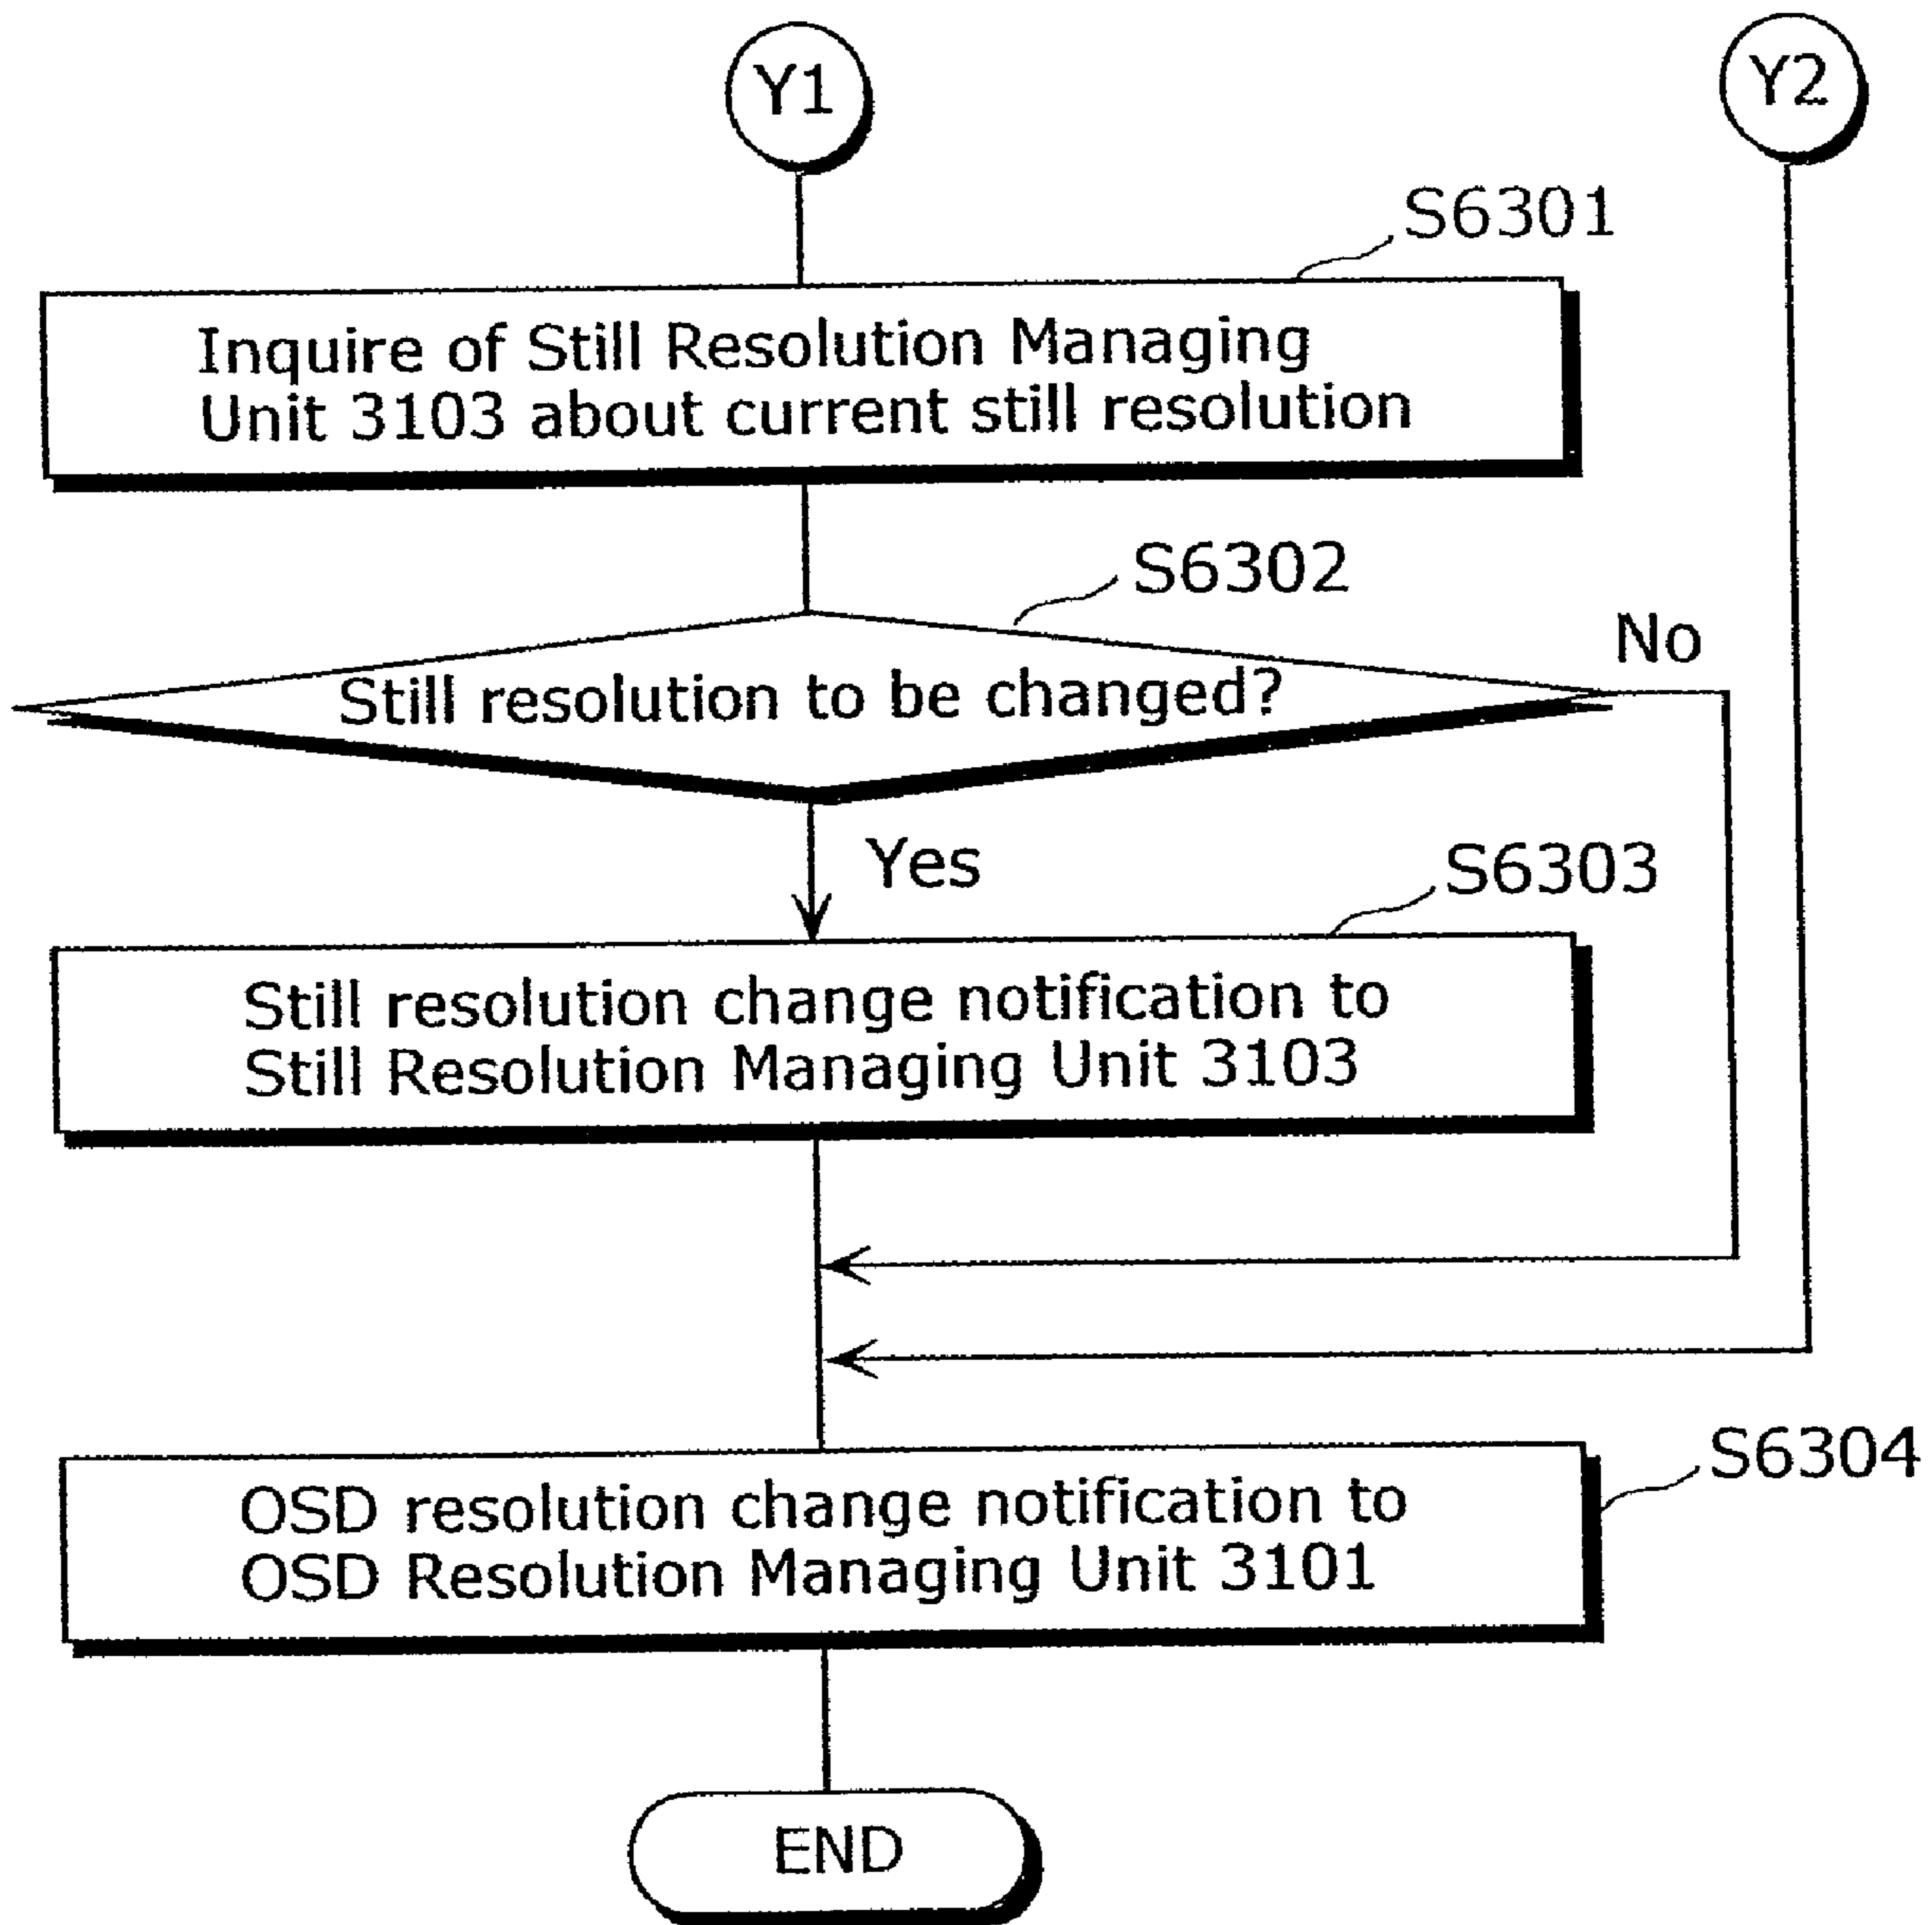 Y1
Y2
S6301
Inquire of Still Resolution Managing
Unit 3103 about current still resolution
S6302
No
Still resolution to be changed?
Yes
S6303
Still resolution change notification to
Still Resolution Managing Unit 3103
S6304
OSD resolution change notification to
OSD Resolution Managing Unit 3101
END